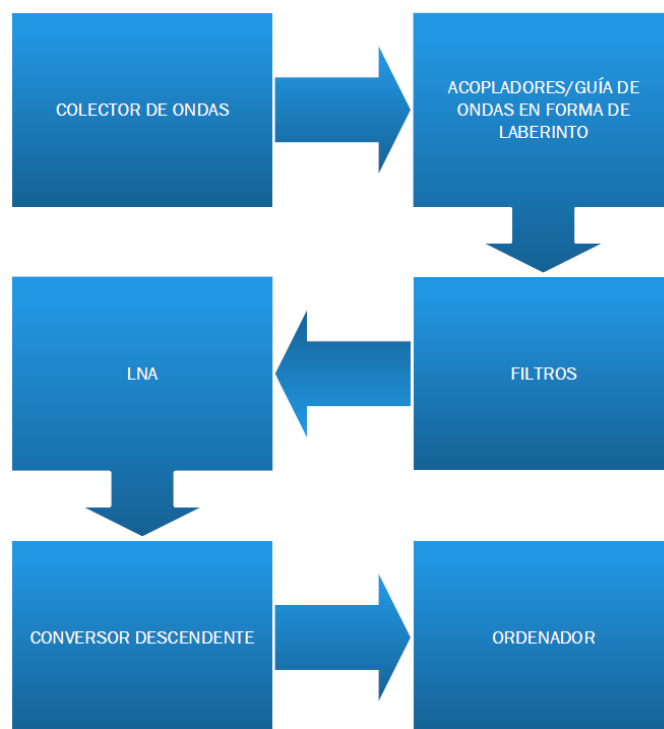 COLECTOR DE ONDAS
ACOPLADORES/GUÍA DE
ONDAS EN FORMA DE
LABERINTO
LNA
FILTROS
CONVERSOR DESCENDENTE
ORDENADOR